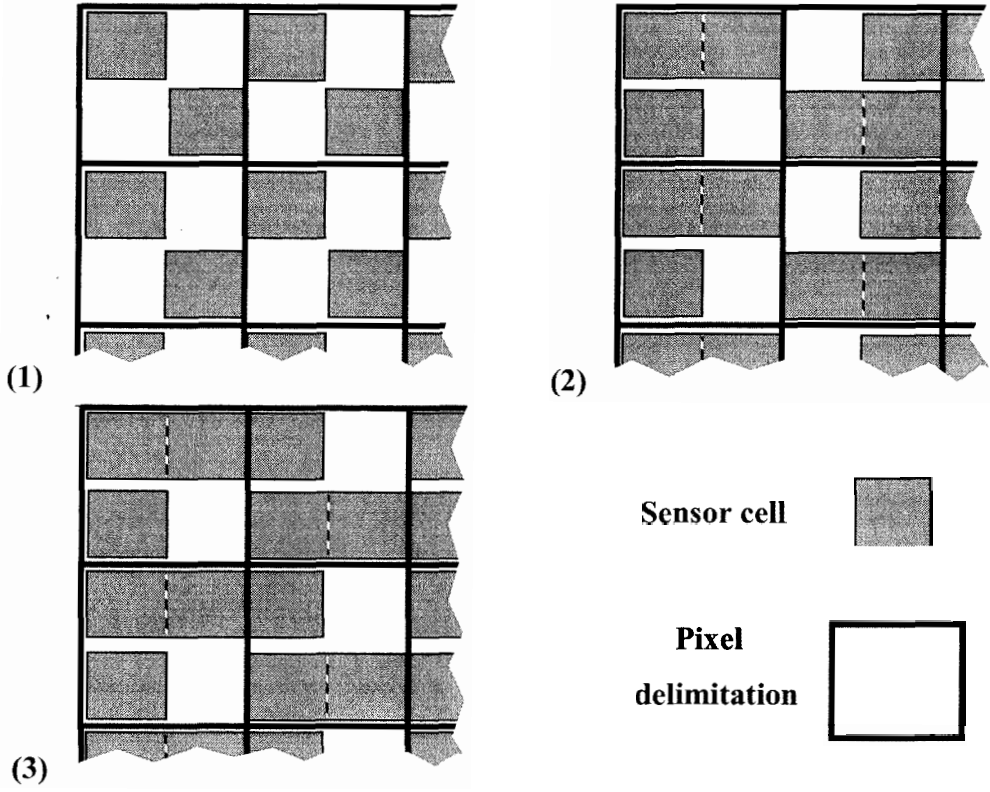 (1)
(2)
Sensor cell
Pixel
delimitation
(3)